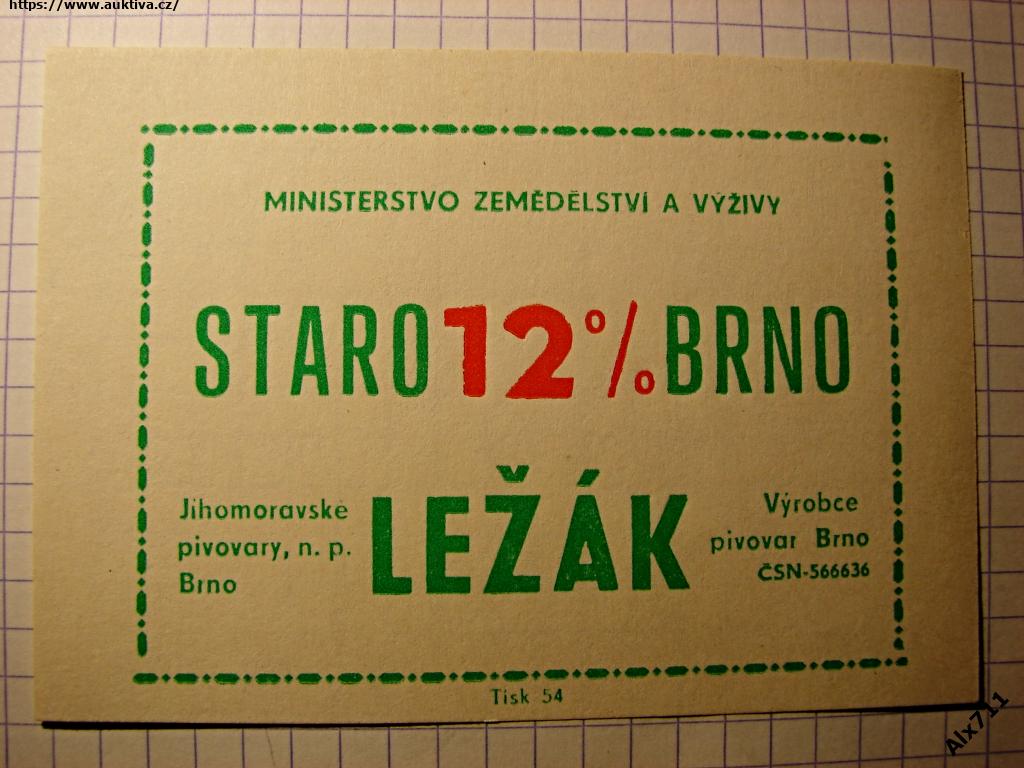 https://www.auktiva.cz/
MINISTERSTVO ZEMĚDĚLSTVÍ A VÝŽIVY
STARO 12% BRNO
LEŽÁK
Jihomoravské
pivovary, n. p.
Brno
Výrobce
pivovar Brno
ČSN-566636
Tisk 54
Alx711